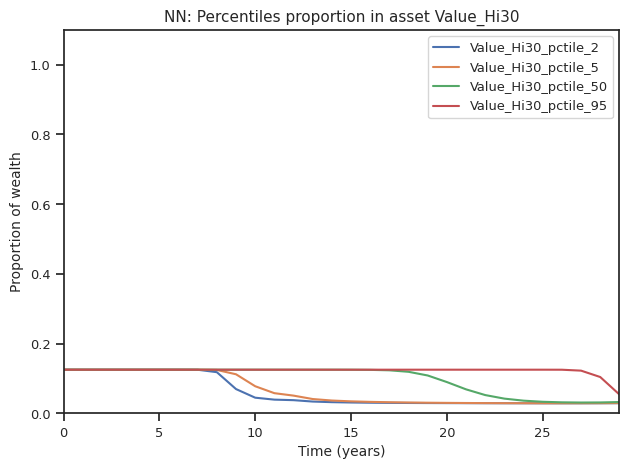 NN: Percentiles proportion in asset Value_Hi30
Value_Hi30_pctile_2
Value_Hi30_pctile_5
Value_Hi30_pctile_50
Value_Hi30_pctile_95
Proportion of wealth
1.0
0.8
0.6
0.4
0.2
0.0
0 5 10 15 20 25
Time (years)